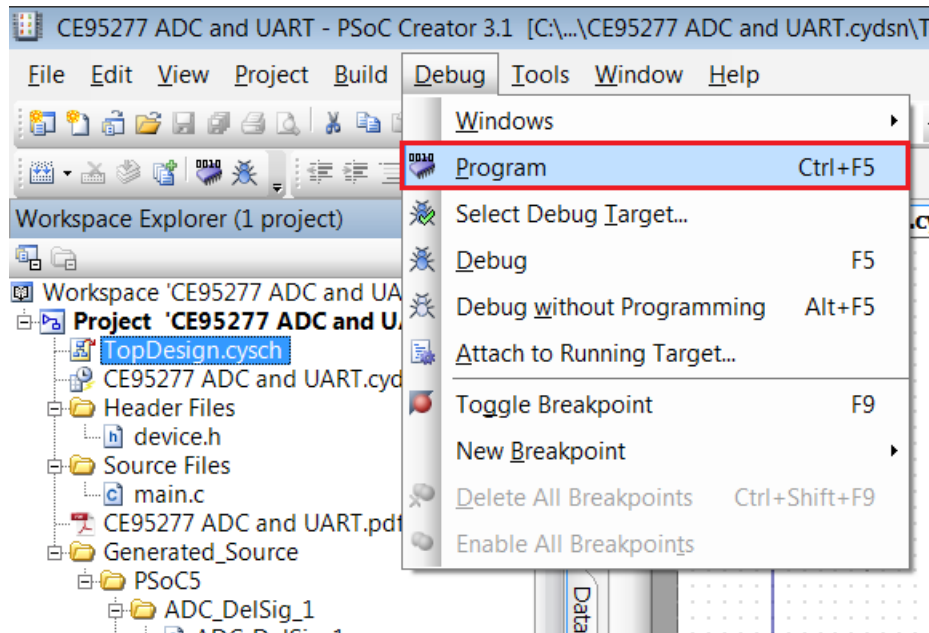 CE95277 ADC and UART - PSoC Creator 3.1 [C:\...\CE95277 ADC and UART.cydsn\T
File Edit View Project Build Debug Tools Window Help
Windows
Program Ctrl+F5
Select Debug Target...
Debug F5
Debug without Programming Alt+F5
Attach to Running Target...
Toggle Breakpoint F9
New Breakpoint
Delete All Breakpoints Ctrl+Shift+F9
Enable All Breakpoints
Workspace Explorer (1 project)
Workspace 'CE95277 ADC and UA
Project 'CE95277 ADC and U
TopDesign.cysch
CE95277 ADC and UART.cyd
Header Files
device.h
Source Files
main.c
CE95277 ADC and UART.pdf
Generated_Source
PSoC5
ADC_DelSig_1
Data